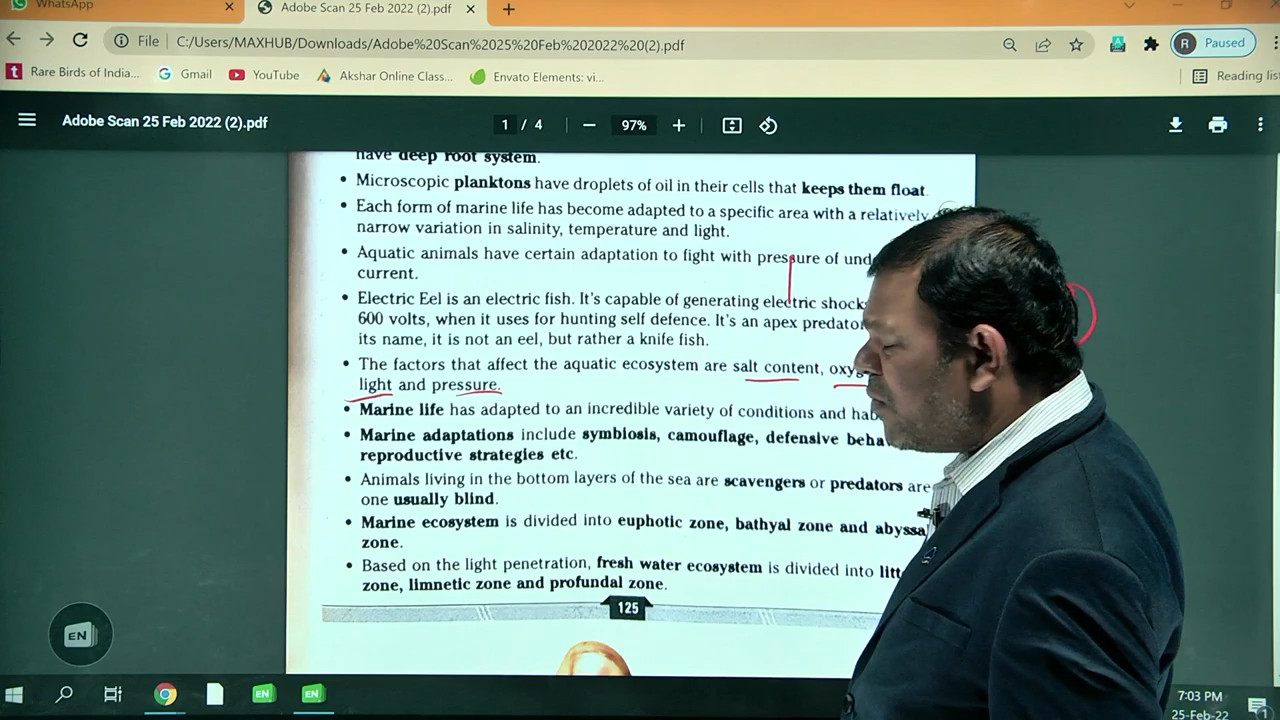 WhatsApp
Adobe Scan 25 Feb 2022 (2).pdf
File C:/Users/MAXHUB/Downloads/Adobe%20Scan%2025%20Feb%202022%20(2).pdf
R Paused
Rare Birds of India... Gmail YouTube Akshar Online Class... Envato Elements: vi... Reading list
Adobe Scan 25 Feb 2022 (2).pdf 1 / 4 97%
have deep root system.
• Microscopic planktons have droplets of oil in their cells that keeps them float.
• Each form of marine life has become adapted to a specific area with a relatively
narrow variation in salinity, temperature and light.
• Aquatic animals have certain adaptation to fight with pressure of
current.
• Electric Eel is an electric fish. It's capable of generating electric shock
600 volts, when it uses for hunting self defence. It's an apex
its name, it is not an eel, but rather a knife fish.
• The factors that affect the aquatic ecosystem are salt content,
light and pressure.
• Marine life has adapted to an incredible variety of conditions and
• Marine adaptations include symbiosis, camouflage, defensive
reproductive strategies etc.
• Animals living in the bottom layers of the sea are scavengers or predators are
one usually blind.
• Marine ecosystem is divided into euphotic zone, bathyal zone and abyssa
zone.
• Based on the light penetration, fresh water ecosystem is divided into
zone, limnetic zone and profundal zone.
125
EN
EN EN
7:03 PM
25-Feb-22
1